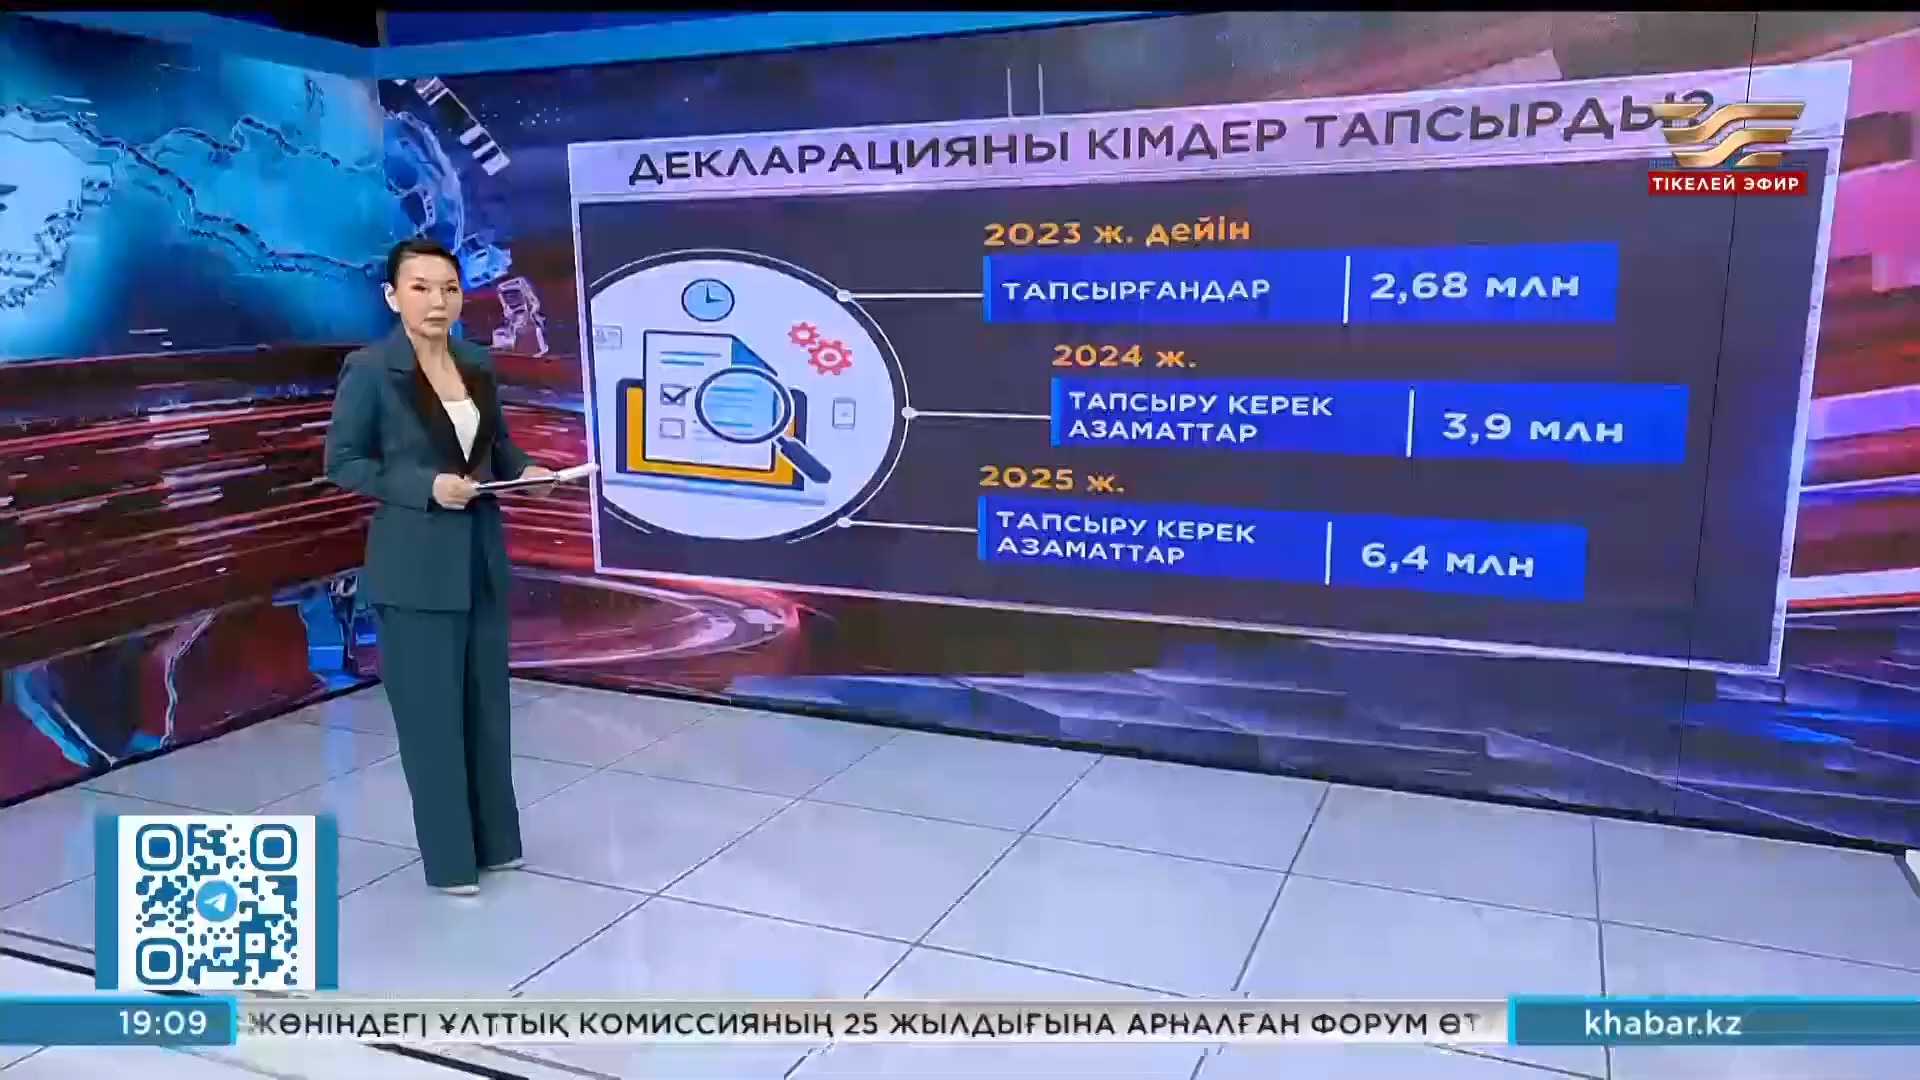 ДЕКЛАРАЦИЯНЫ КІМДЕР ТАПСЫРДЫ?
ТІКЕЛЕЙ ЭФИР
2023 ж. дейін
ТАПСЫРҒАНДАР
2,68 МЛН
2024 ж.
ТАПСЫРУ КЕРЕК
АЗАМАТТАР
3,9 МЛН
2025 ж.
ТАПСЫРУ КЕРЕК
АЗАМАТТАР
6,4 МЛН
19:09
ЖӨНІНДЕГІ ҰЛТТЫҚ КОМИССИЯНЫҢ 25 ЖЫЛДЫҒЫНА АРНАЛҒАН ФОРУМ ӨТ
khabar.kz